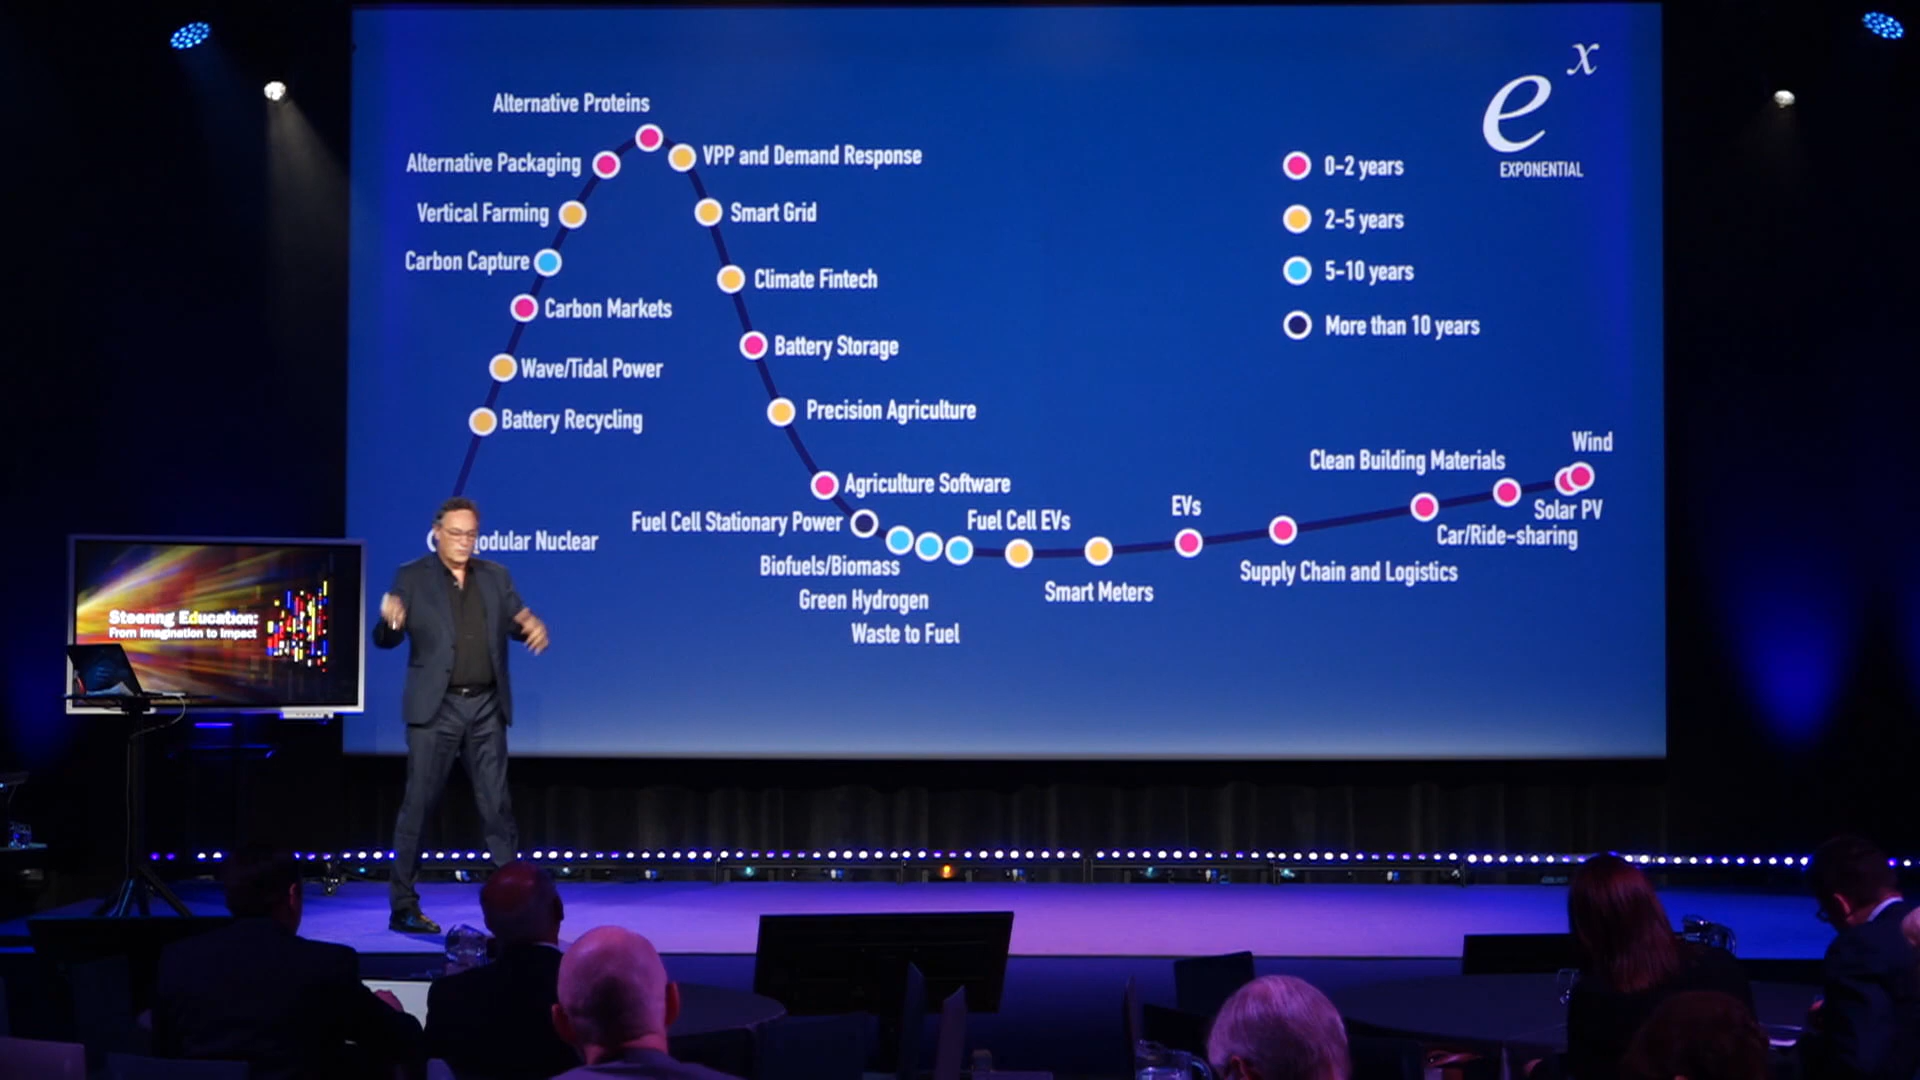 e
x
EXPONENTIAL
Alternative Proteins
Alternative Packaging
VPP and Demand Response
Vertical Farming
Smart Grid
Carbon Capture
Climate Fintech
Carbon Markets
Battery Storage
Wave/Tidal Power
Precision Agriculture
Battery Recycling
0-2 years
2-5 years
5-10 years
More than 10 years
Agriculture Software
Fuel Cell Stationary Power
Fuel Cell EVs
Biofuels/Biomass
Green Hydrogen
Waste to Fuel
Smart Meters
EVs
Supply Chain and Logistics
Clean Building Materials
Car/Ride-sharing
Wind
Solar PV
Nuclear
Steering Education:
From Imagination to Impact